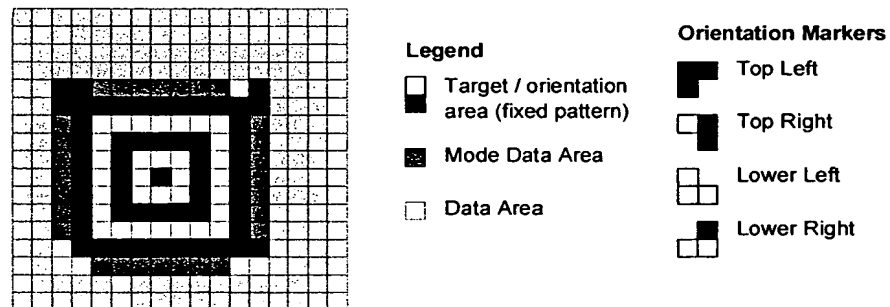 Legend
Target / orientation
area (fixed pattern)
Mode Data Area
Data Area
Orientation Markers
Top Left
Top Right
Lower Left
Lower Right